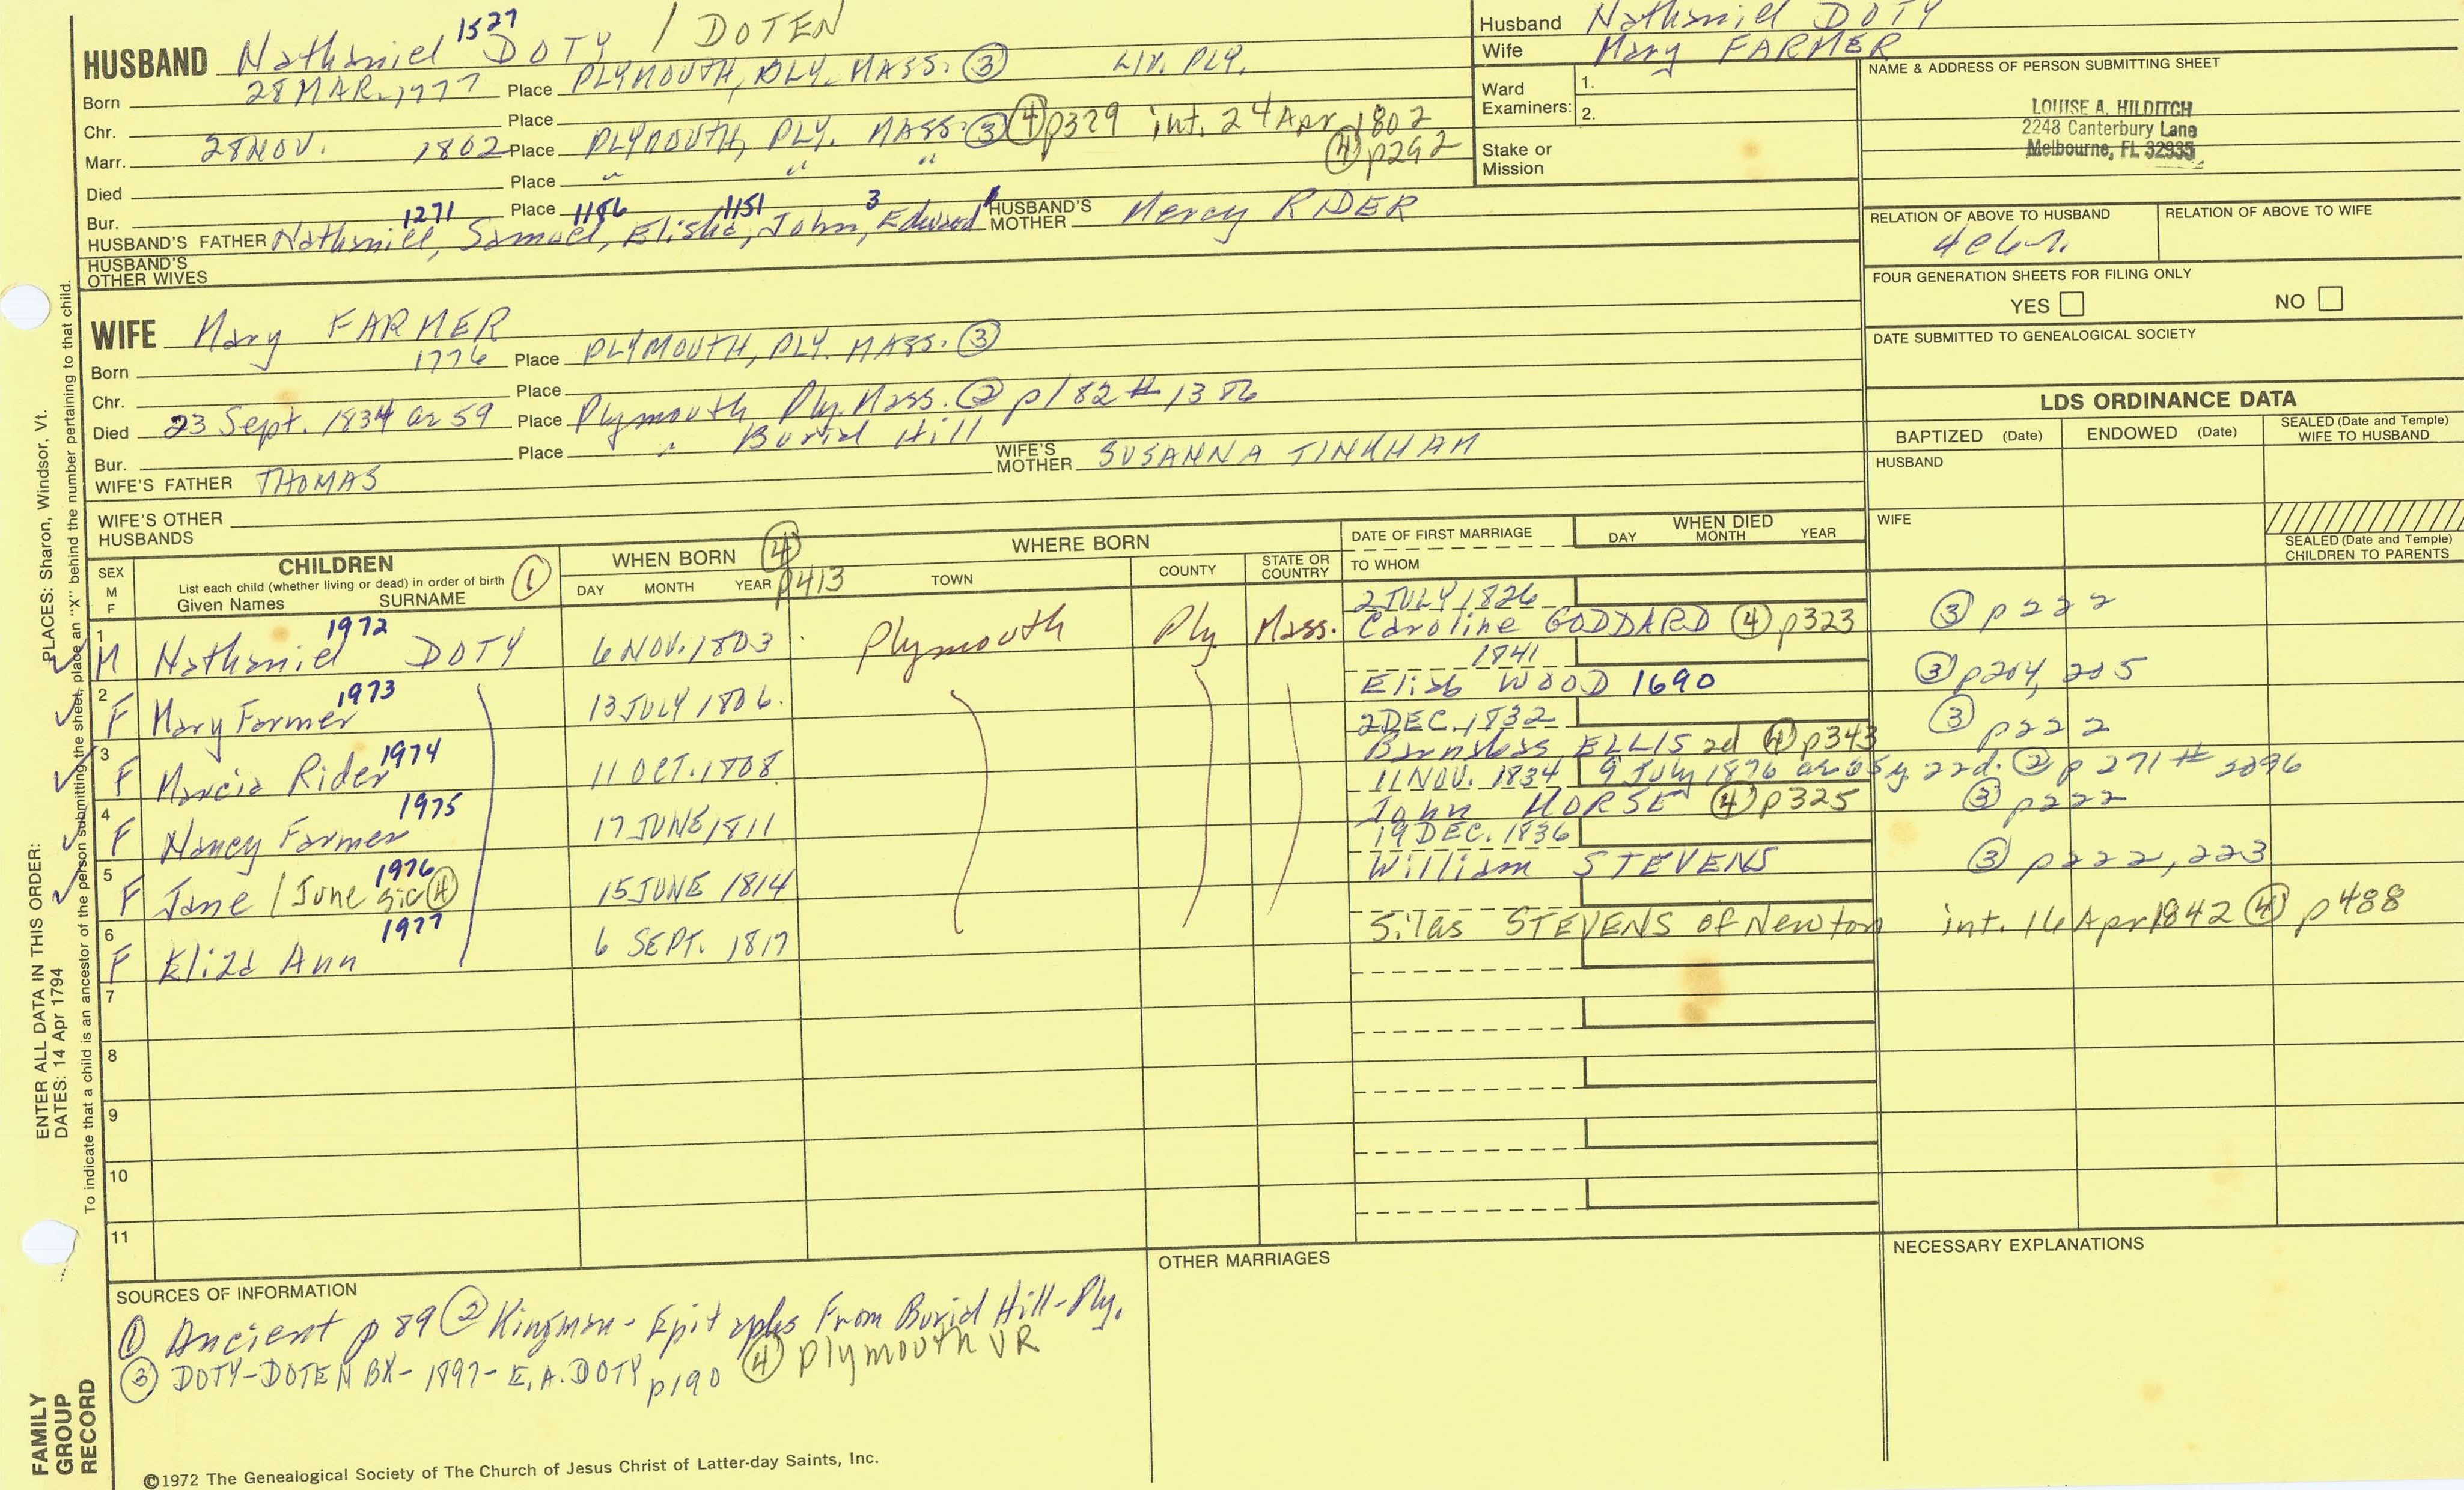 HUSBAND Nathaniel 1527 DOTY / DOTEN
Born 28 MAR. 1777 Place PLYMOUTH, PLY. MASS. ③ LIV. PLY.
Chr. Place
Marr. 28 NOV. 1802 Place PLYMOUTH, PLY. MASS. ③ ④ p329 int. 24 Apr 1802 ④ p292
Died Place " " "
Bur. Place
HUSBAND'S FATHER Nathaniel, 1271 Samuel, 1156 Elisha, 1151 John, 3 Edward 1 HUSBAND'S MOTHER Mercy RIDER
HUSBAND'S OTHER WIVES
WIFE Mary FARMER
Born 1776 Place PLYMOUTH, PLY. MASS. ③
Chr. Place
Died 23 Sept. 1834 ae 59 Place Plymouth Ply. Mass. ② p182 # 1386
Bur. Place " Burial Hill
WIFE'S FATHER THOMAS WIFE'S MOTHER SUSANNA TINKHAM
WIFE'S OTHER HUSBANDS
Husband Nathaniel DOTY
Wife Mary FARMER
Ward Examiners: 1.
2.
Stake or Mission
NAME & ADDRESS OF PERSON SUBMITTING SHEET
LOUISE A. HILDITCH
2248 Canterbury Lane
Melbourne, FL 32935
RELATION OF ABOVE TO HUSBAND RELATION OF ABOVE TO WIFE
FOUR GENERATION SHEETS FOR FILING ONLY
YES NO
DATE SUBMITTED TO GENEALOGICAL SOCIETY
LDS ORDINANCE DATA
BAPTIZED (Date) ENDOWED (Date) SEALED (Date and Temple) WIFE TO HUSBAND
HUSBAND
WIFE
SEALED (Date and Temple) CHILDREN TO PARENTS
SEX M F CHILDREN ① List each child (whether living or dead) in order of birth Given Names SURNAME
WHEN BORN ④ p413 DAY MONTH YEAR
WHERE BORN TOWN COUNTY STATE OR COUNTRY
DATE OF FIRST MARRIAGE TO WHOM
WHEN DIED DAY MONTH YEAR
1 M Nathaniel 1972 DOTY 6 NOV. 1803 Plymouth Ply. Mass. 2 JULY 1826 Caroline GODDARD ④ p323 ③ p222
2 F Mary Farmer 1973 13 JULY 1806. 1841 Elisb WOOD 1690 ③ p204, 205
3 F Marcia Rider 1974 11 OCT. 1808. 2 DEC. 1832 Barnabas ELLIS 2d ④ p343 ③ p222
4 F Nancy Farmer 1975 17 JUNE 1811 11 NOV. 1834 9 July 1876 ae 65 y 22d. ② p271 # 2296 John MORSE ④ p325 ③ p222
5 F Jane / June sic ④ 1976 15 JUNE 1814 19 DEC. 1836 William STEVENS ③ p222, 223
6 F Eliza Ann 1977 6 SEPT. 1817 Silas STEVENS of Newton int. 16 Apr 1842 ④ p488
7
8
9
10
11
SOURCES OF INFORMATION
① Ancient p89 ② Kingman - Epitaphs From Burial Hill - Ply.
③ DOTY-DOTEN BK - 1897 - E. A. DOTY p190 ④ Plymouth VR
OTHER MARRIAGES
NECESSARY EXPLANATIONS
©1972 The Genealogical Society of The Church of Jesus Christ of Latter-day Saints, Inc.
ENTER ALL DATA IN THIS ORDER: PLACES: Sharon, Windsor, Vt.
DATES: 14 Apr 1794
To indicate that a child is an ancestor of the person submitting the sheet, place an "X" behind the number pertaining to that child.
FAMILY GROUP RECORD